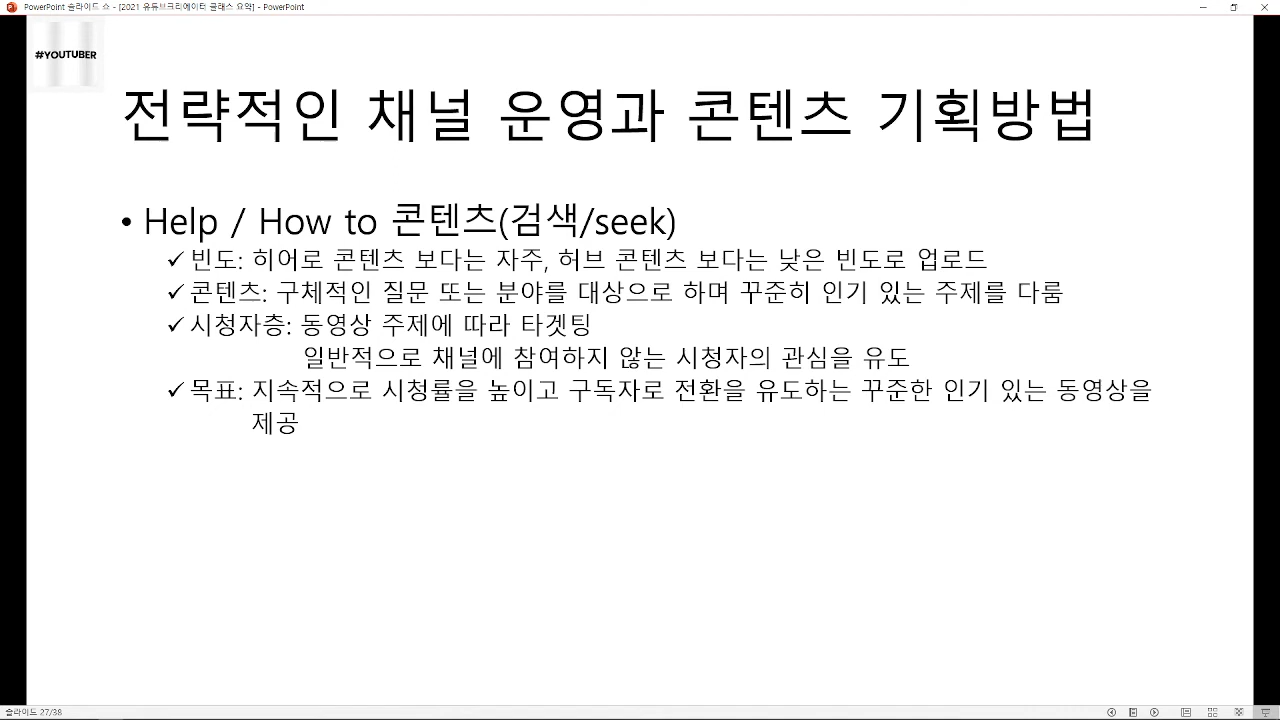 PowerPoint 슬라이드 쇼 - [2021 유튜브크리에이터 클래스 요약] - PowerPoint
#YOUTUBER
전략적인 채널 운영과 콘텐츠 기획방법
• Help / How to 콘텐츠(검색/seek)
✓ 빈도: 히어로 콘텐츠 보다는 자주, 허브 콘텐츠 보다는 낮은 빈도로 업로드
✓ 콘텐츠: 구체적인 질문 또는 분야를 대상으로 하며 꾸준히 인기 있는 주제를 다룸
✓ 시청자층: 동영상 주제에 따라 타겟팅
일반적으로 채널에 참여하지 않는 시청자의 관심을 유도
✓ 목표: 지속적으로 시청률을 높이고 구독자로 전환을 유도하는 꾸준한 인기 있는 동영상을
제공
슬라이드 27/38